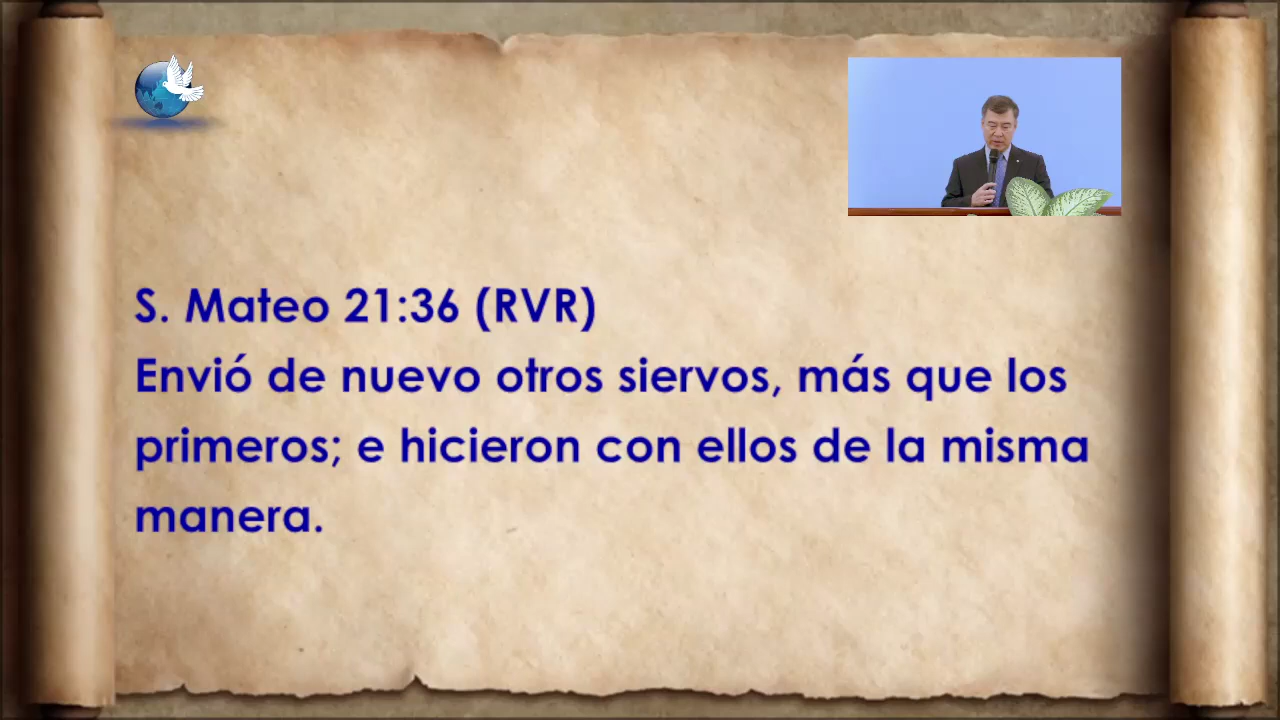 S. Mateo 21:36 (RVR)
Envió de nuevo otros siervos, más que los
primeros; e hicieron con ellos de la misma
manera.